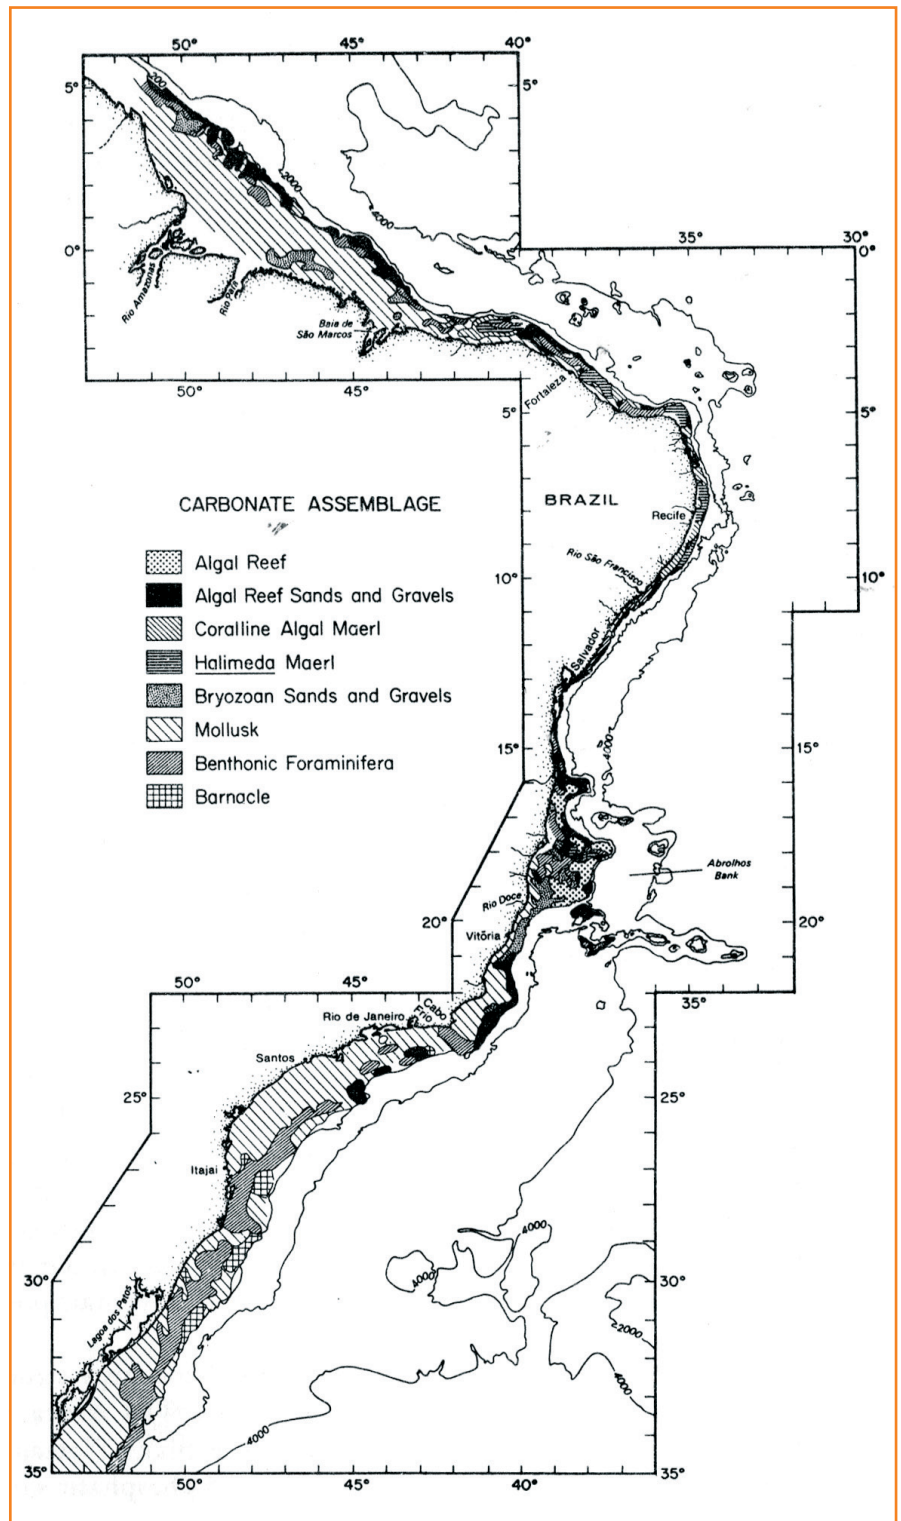 50°
45°
40°
5°
5°
200
2000
4000
35°
30°
0°
0°
Rio Amazonas
Rio Pará
Baia de
São Marcos
50°
45°
Fortaleza
5°
5°
CARBONATE ASSEMBLAGE
BRAZIL
Recife
Algal Reef
Rio São Francisco
10°
10°
Algal Reef Sands and Gravels
Coralline Algal Maerl
Halimeda Maerl
Salvador
Bryozoan Sands and Gravels
Mollusk
4000
15°
15°
Benthonic Foraminifera
Barnacle
Abrolhos
Bank
Rio Doce
20°
20°
Vitória
50°
45°
35°
Cabo
Frio
Rio de Janeiro
Santos
25°
25°
Itajai
4000
4000
30°
30°
Lagoa dos Patos
2000
4000
4000
35°
35°
50°
45°
40°